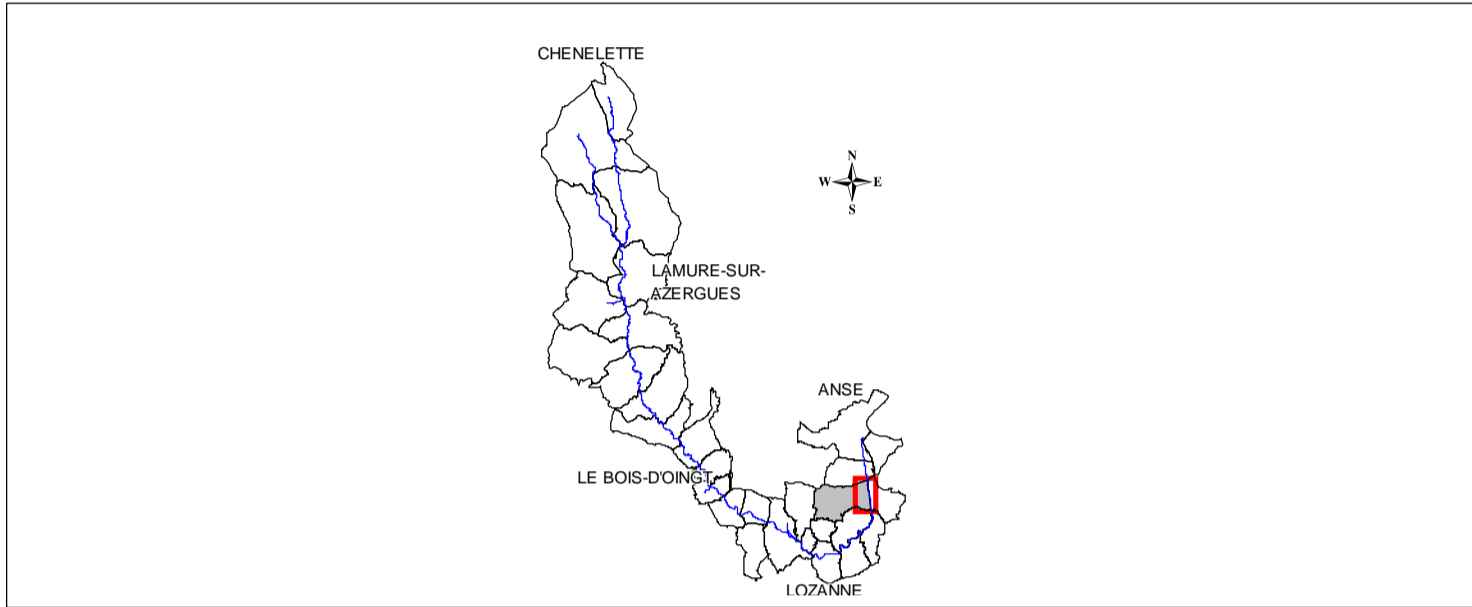 CHENELETTE
N
W E
S
LAMURE-SUR-
AZERGUES
ANSE
LE BOIS-D'OINGT
LOZANNE